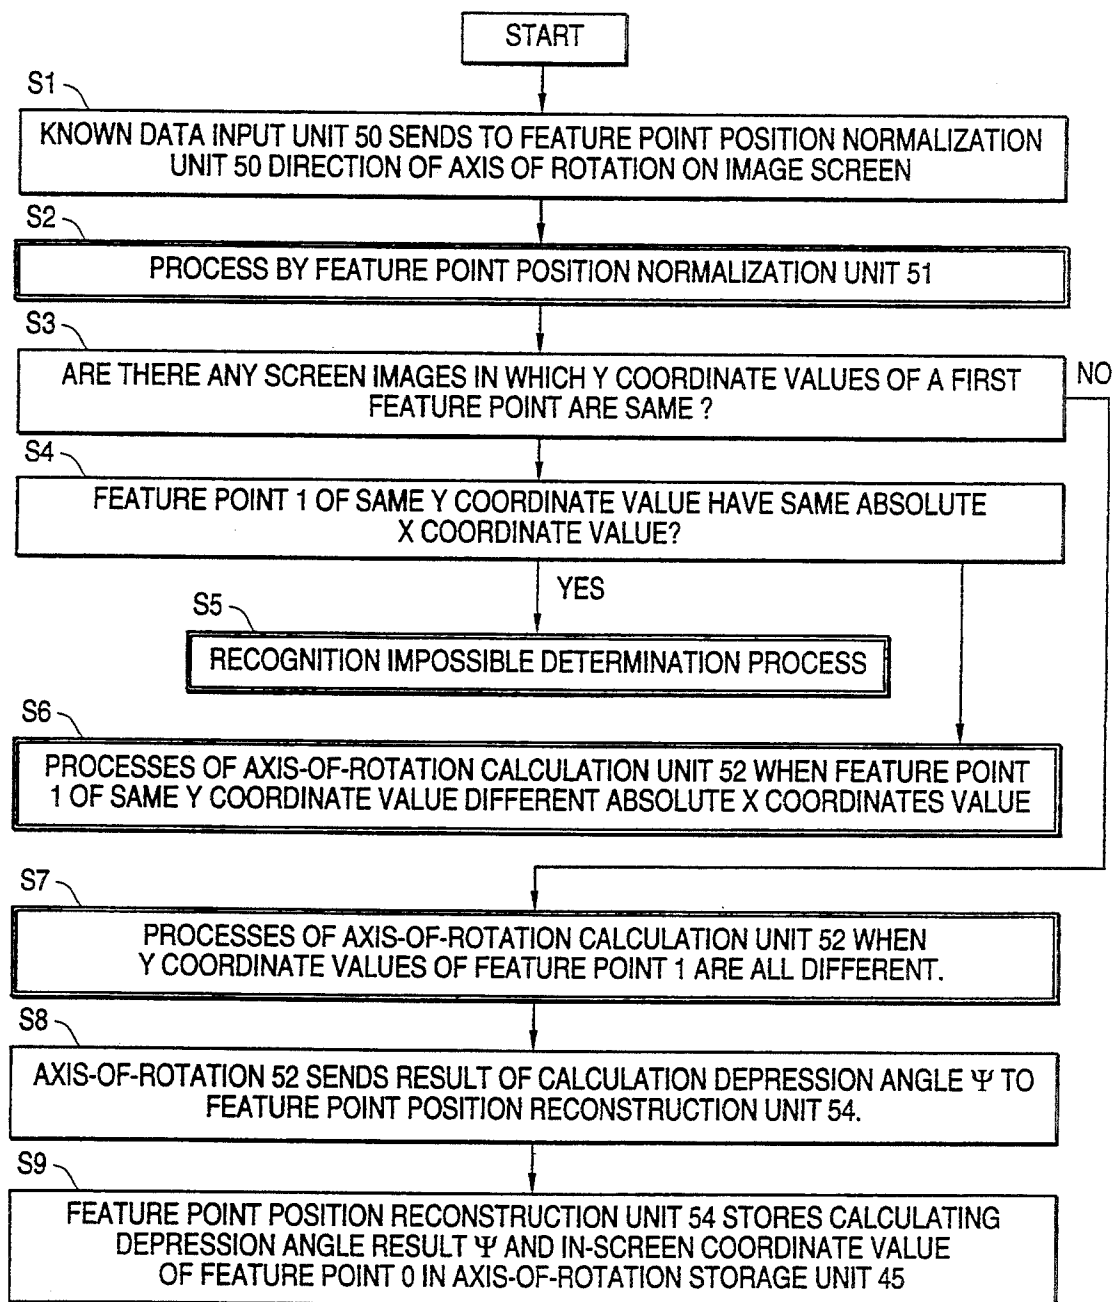 START
S1
KNOWN DATA INPUT UNIT 50 SENDS TO FEATURE POINT POSITION NORMALIZATION
UNIT 50 DIRECTION OF AXIS OF ROTATION ON IMAGE SCREEN
S2
PROCESS BY FEATURE POINT POSITION NORMALIZATION UNIT 51
S3
ARE THERE ANY SCREEN IMAGES IN WHICH Y COORDINATE VALUES OF A FIRST
FEATURE POINT ARE SAME ?
NO
S4
FEATURE POINT 1 OF SAME Y COORDINATE VALUE HAVE SAME ABSOLUTE
X COORDINATE VALUE?
YES
S5
RECOGNITION IMPOSSIBLE DETERMINATION PROCESS
S6
PROCESSES OF AXIS-OF-ROTATION CALCULATION UNIT 52 WHEN FEATURE POINT
1 OF SAME Y COORDINATE VALUE DIFFERENT ABSOLUTE X COORDINATES VALUE
S7
PROCESSES OF AXIS-OF-ROTATION CALCULATION UNIT 52 WHEN
Y COORDINATE VALUES OF FEATURE POINT 1 ARE ALL DIFFERENT.
S8
AXIS-OF-ROTATION 52 SENDS RESULT OF CALCULATION DEPRESSION ANGLE Ψ TO
FEATURE POINT POSITION RECONSTRUCTION UNIT 54.
S9
FEATURE POINT POSITION RECONSTRUCTION UNIT 54 STORES CALCULATING
DEPRESSION ANGLE RESULT Ψ AND IN-SCREEN COORDINATE VALUE
OF FEATURE POINT 0 IN AXIS-OF-ROTATION STORAGE UNIT 45